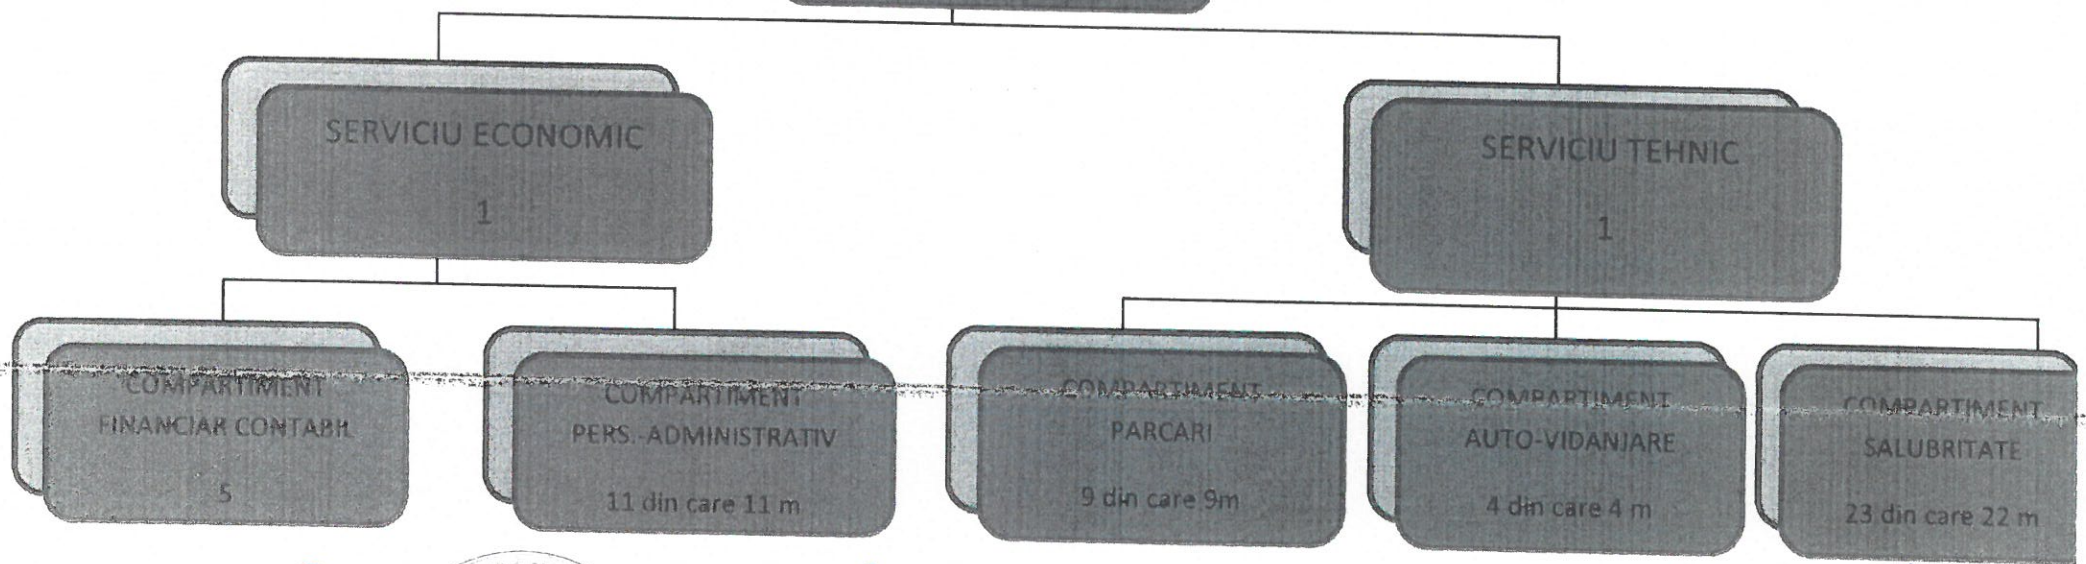 SERVICIU ECONOMIC
1
SERVICIU TEHNIC
1
COMPARTIMENT
FINANCIAR CONTABIL
5
COMPARTIMENT
PERS.-ADMINISTRATIV
11 din care 11 m
COMPARTIMENT
PARCARI
9 din care 9m
COMPARTIMENT
AUTO-VIDANJARE
4 din care 4 m
COMPARTIMENT
SALUBRITATE
23 din care 22 m